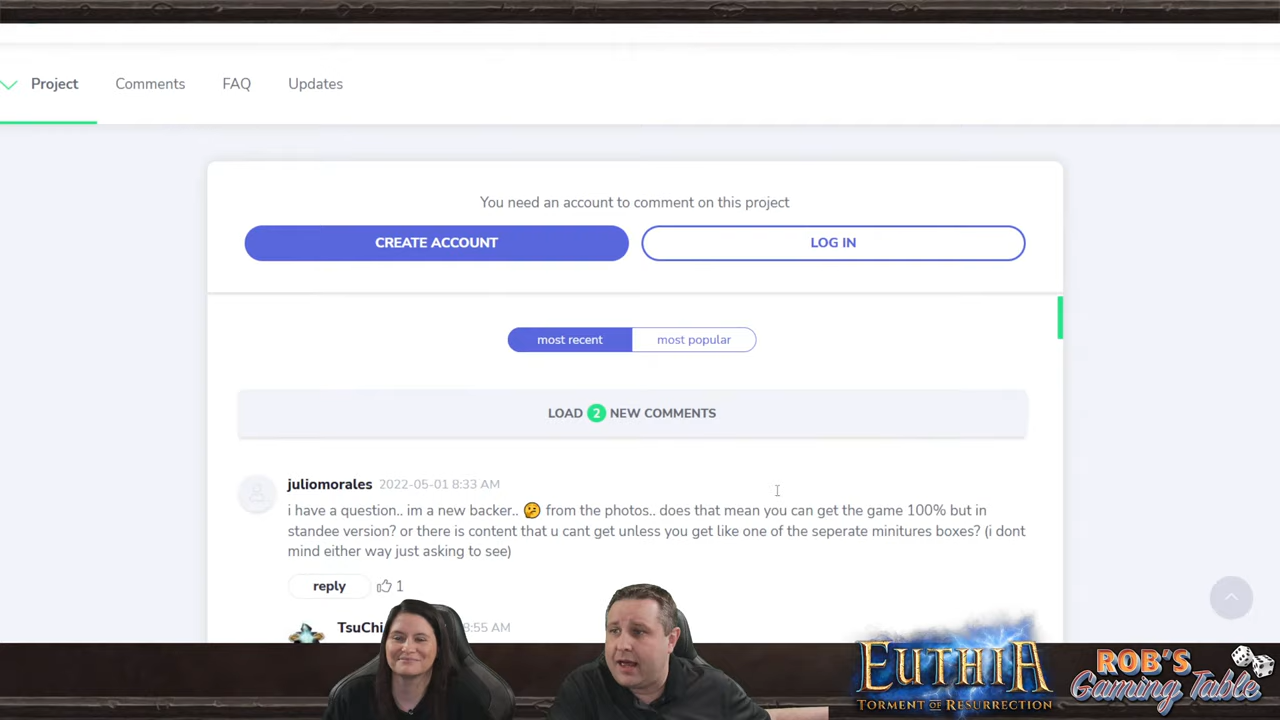 Project Comments FAQ Updates
You need an account to comment on this project
CREATE ACCOUNT LOG IN
most recent most popular
LOAD 2 NEW COMMENTS
juliomorales 2022-05-01 8:33 AM
i have a question.. im a new backer.. 🤔 from the photos.. does that mean you can get the game 100% but in
standee version? or there is content that u cant get unless you get like one of the seperate minitures boxes? (i dont
mind either way just asking to see)
reply 1
TsuChi 8:55 AM
EUTHIA
TORMENT OF RESURRECTION
ROB'S
Gaming Table